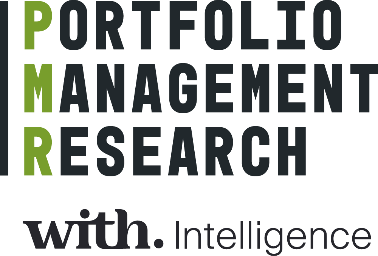 PORTFOLIO
MANAGEMENT
RESEARCH
with. Intelligence